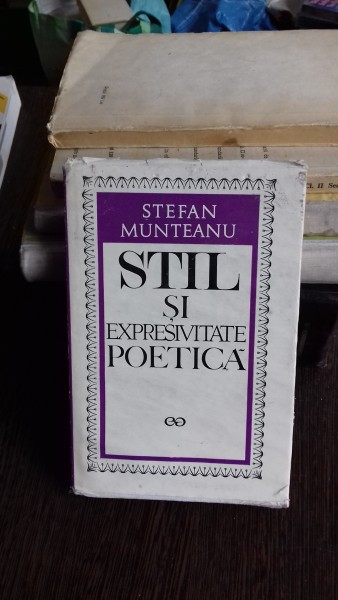 STEFAN
MUNTEANU
STIL
ȘI
EXPRESIVITATE
POETICĂ